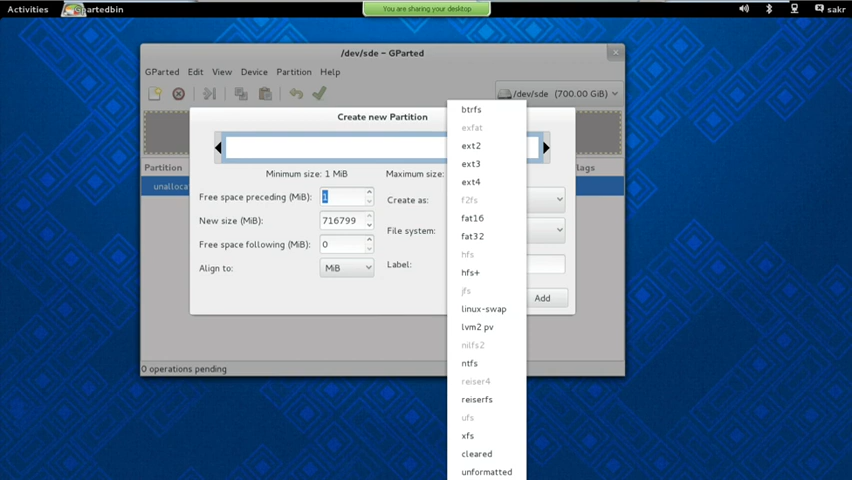 Activities
You are sharing your desktop
sakr
/dev/sde - GParted
GParted Edit View Device Partition Help
/dev/sde (700.00 GiB)
Create new Partition
Minimum size: 1 MiB
Maximum size:
Partition
Flags
Free space preceding (MiB): 1
Create as:
New size (MiB): 716799
File system:
Free space following (MiB): 0
Align to: MiB
Label:
Add
btrfs
exfat
ext2
ext3
ext4
f2fs
fat16
fat32
hfs
hfs+
jfs
linux-swap
lvm2 pv
nilfs2
ntfs
reiser4
reiserfs
ufs
xfs
cleared
unformatted
0 operations pending